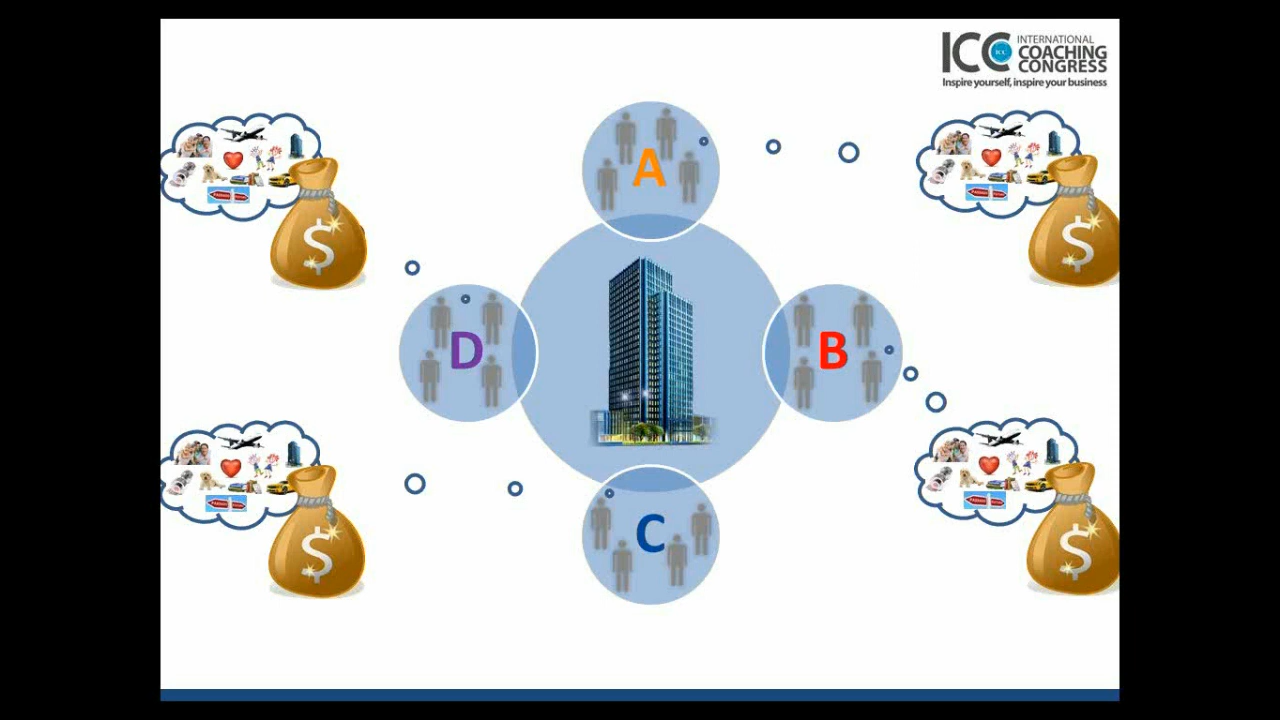 ICC INTERNATIONAL
COACHING
CONGRESS
Inspire yourself, inspire your business
A
$
$
D
B
C
$
$